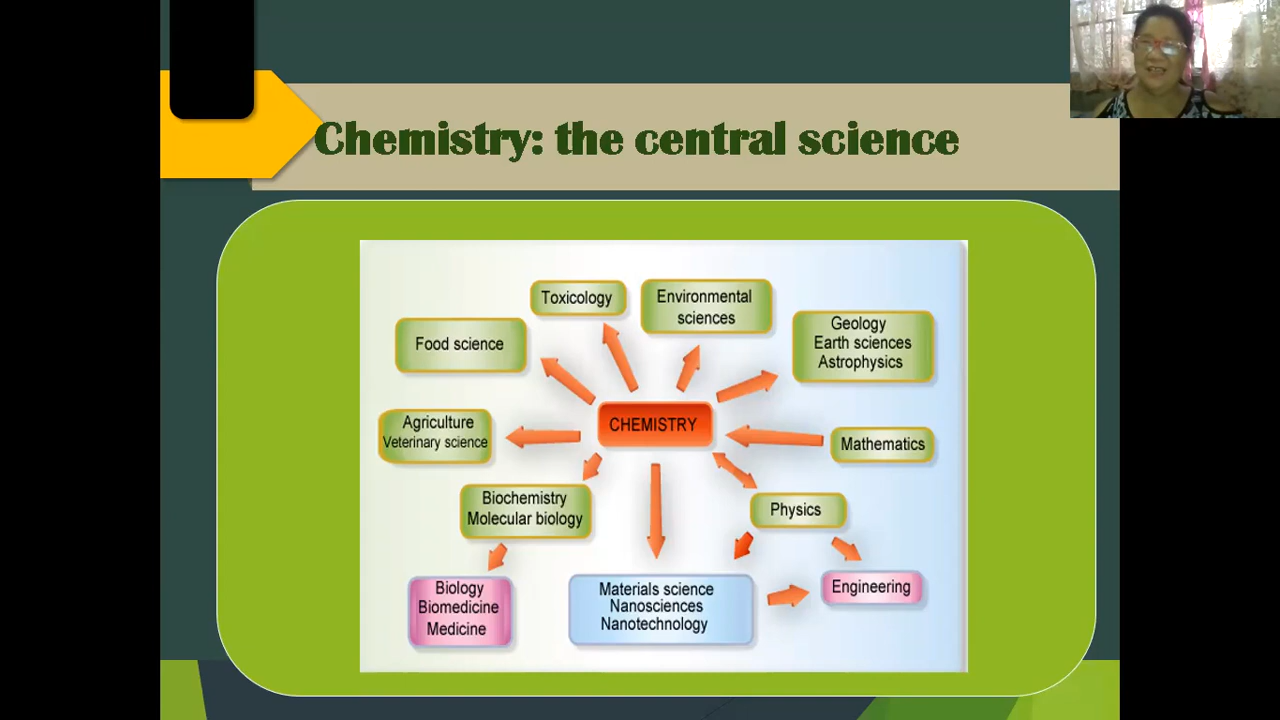 Chemistry: the central science
Toxicology
Environmental
sciences
Geology
Earth sciences
Astrophysics
Food science
CHEMISTRY
Agriculture
Veterinary science
Mathematics
Biochemistry
Molecular biology
Physics
Biology
Biomedicine
Medicine
Materials science
Nanosciences
Nanotechnology
Engineering